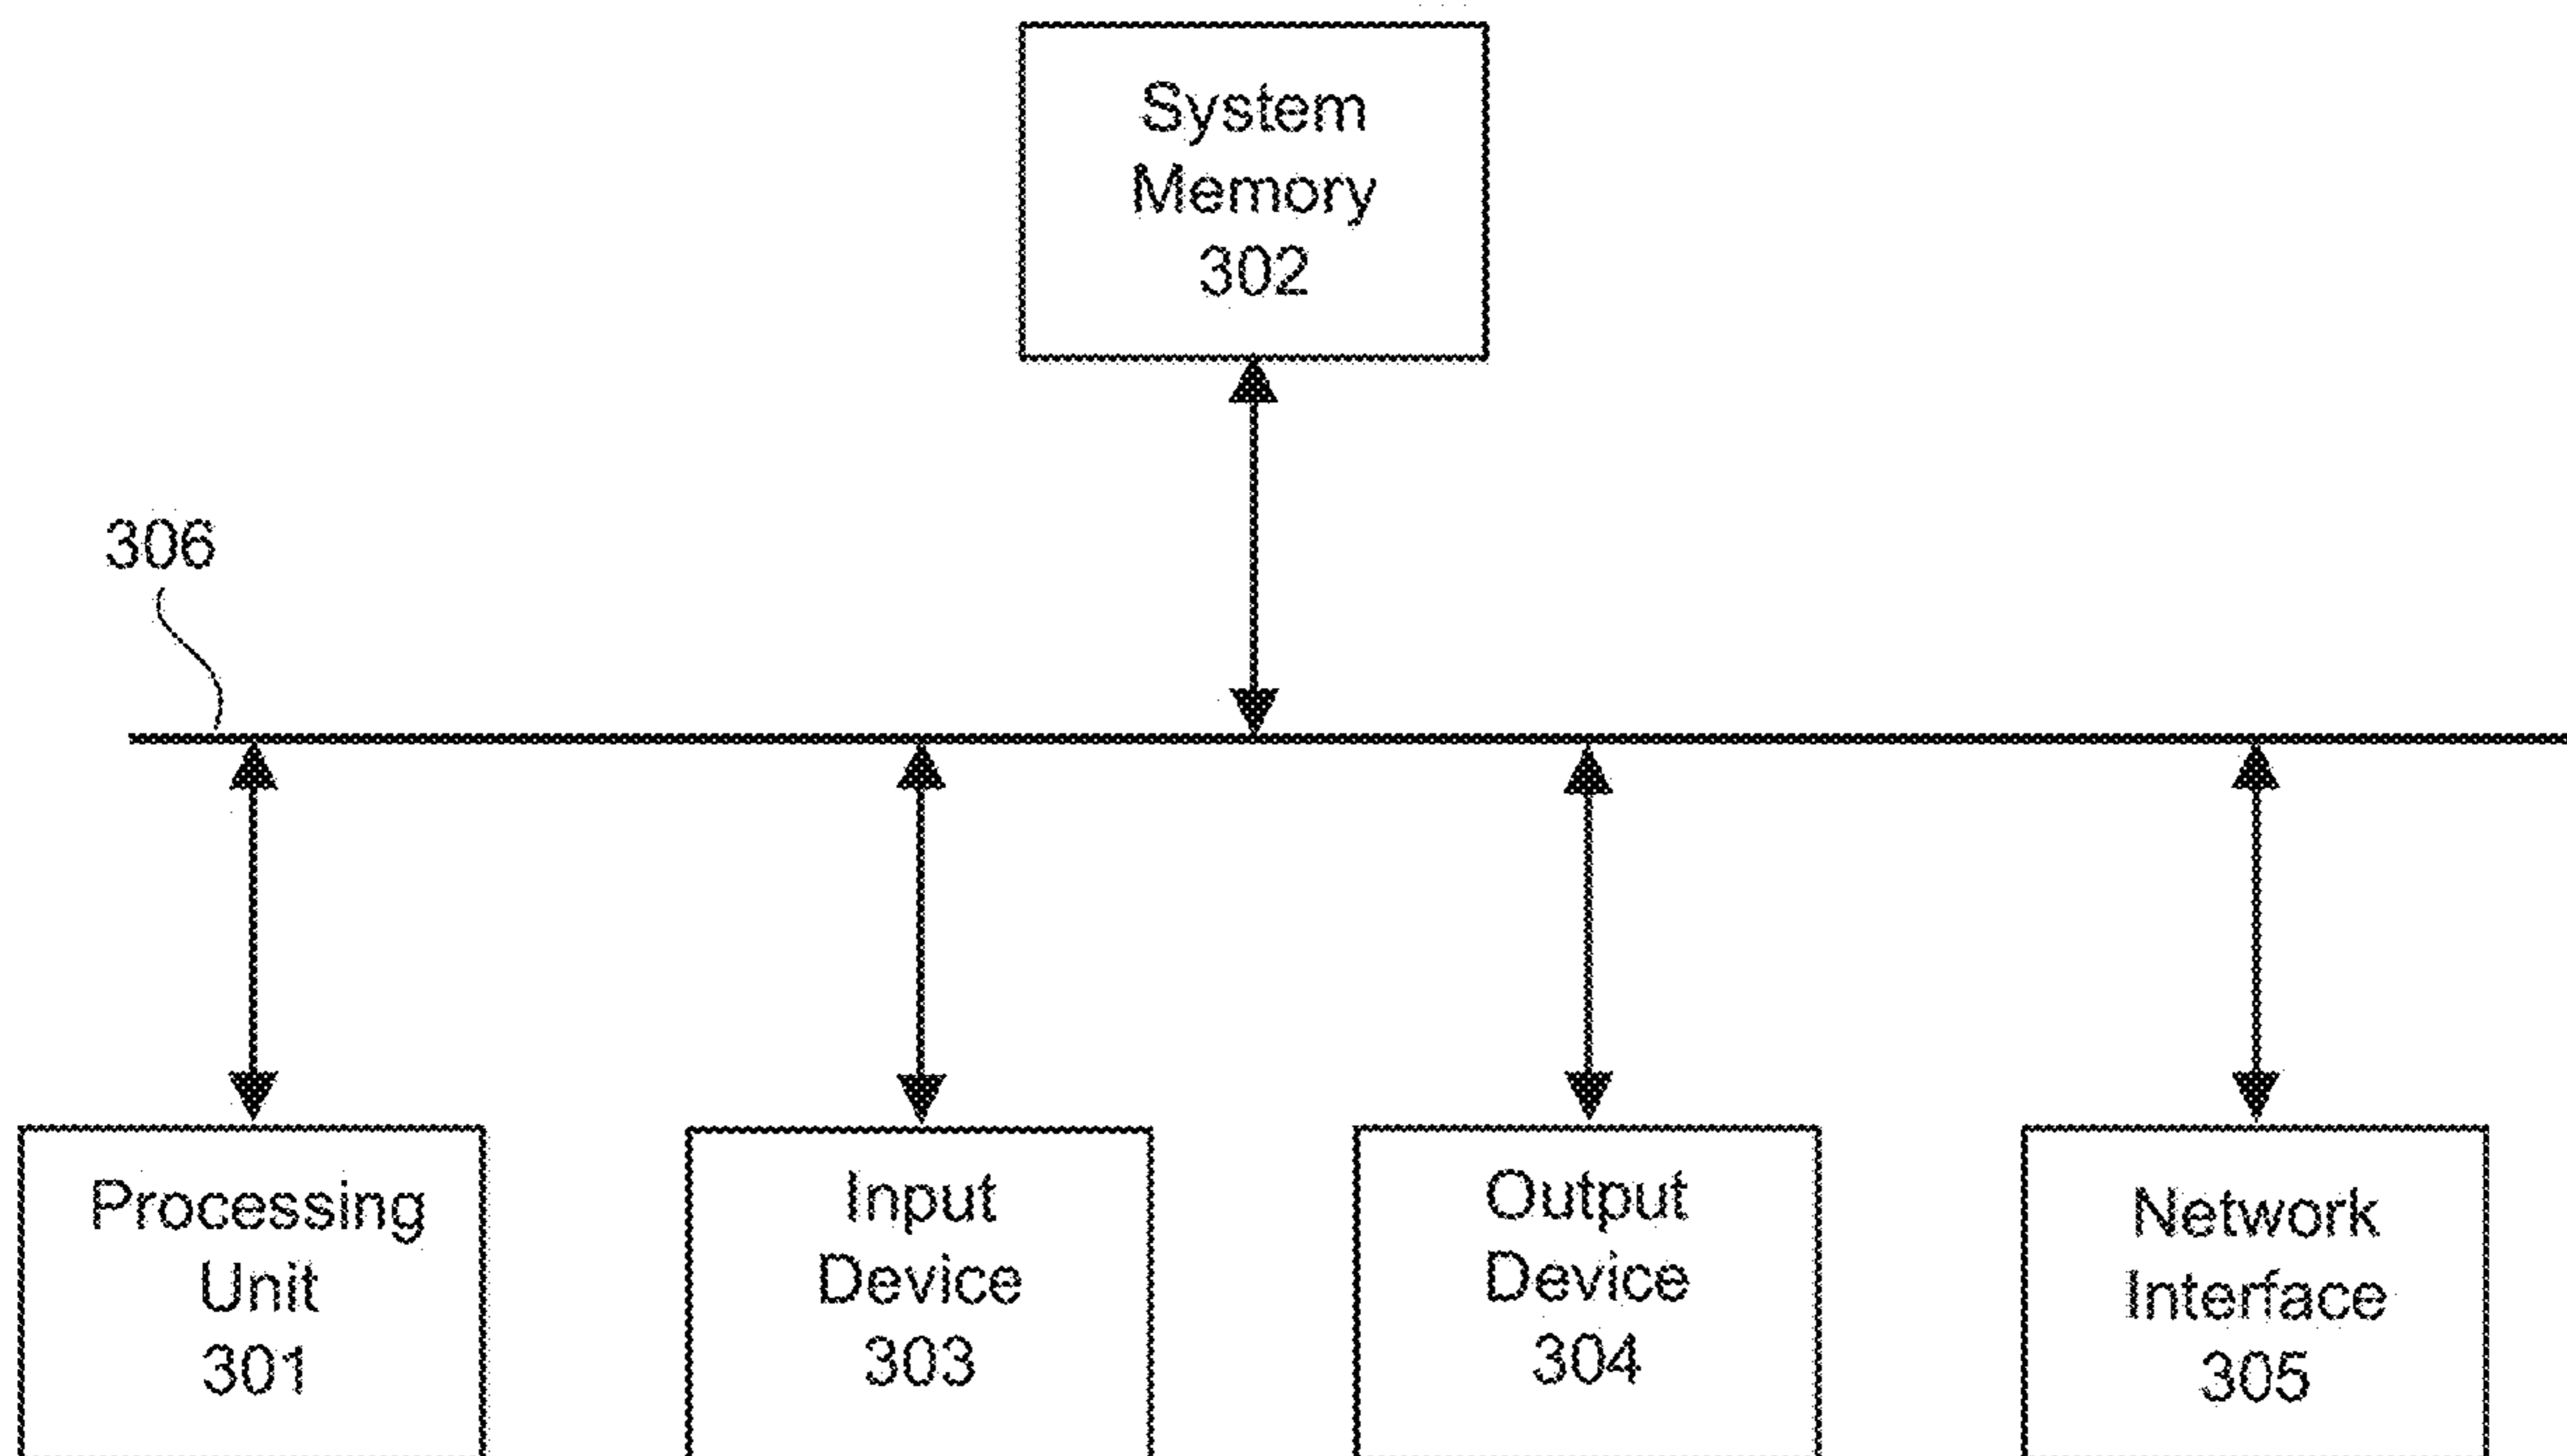 System
Memory
302
306
Processing
Unit
301
Input
Device
303
Output
Device
304
Network
Interface
305